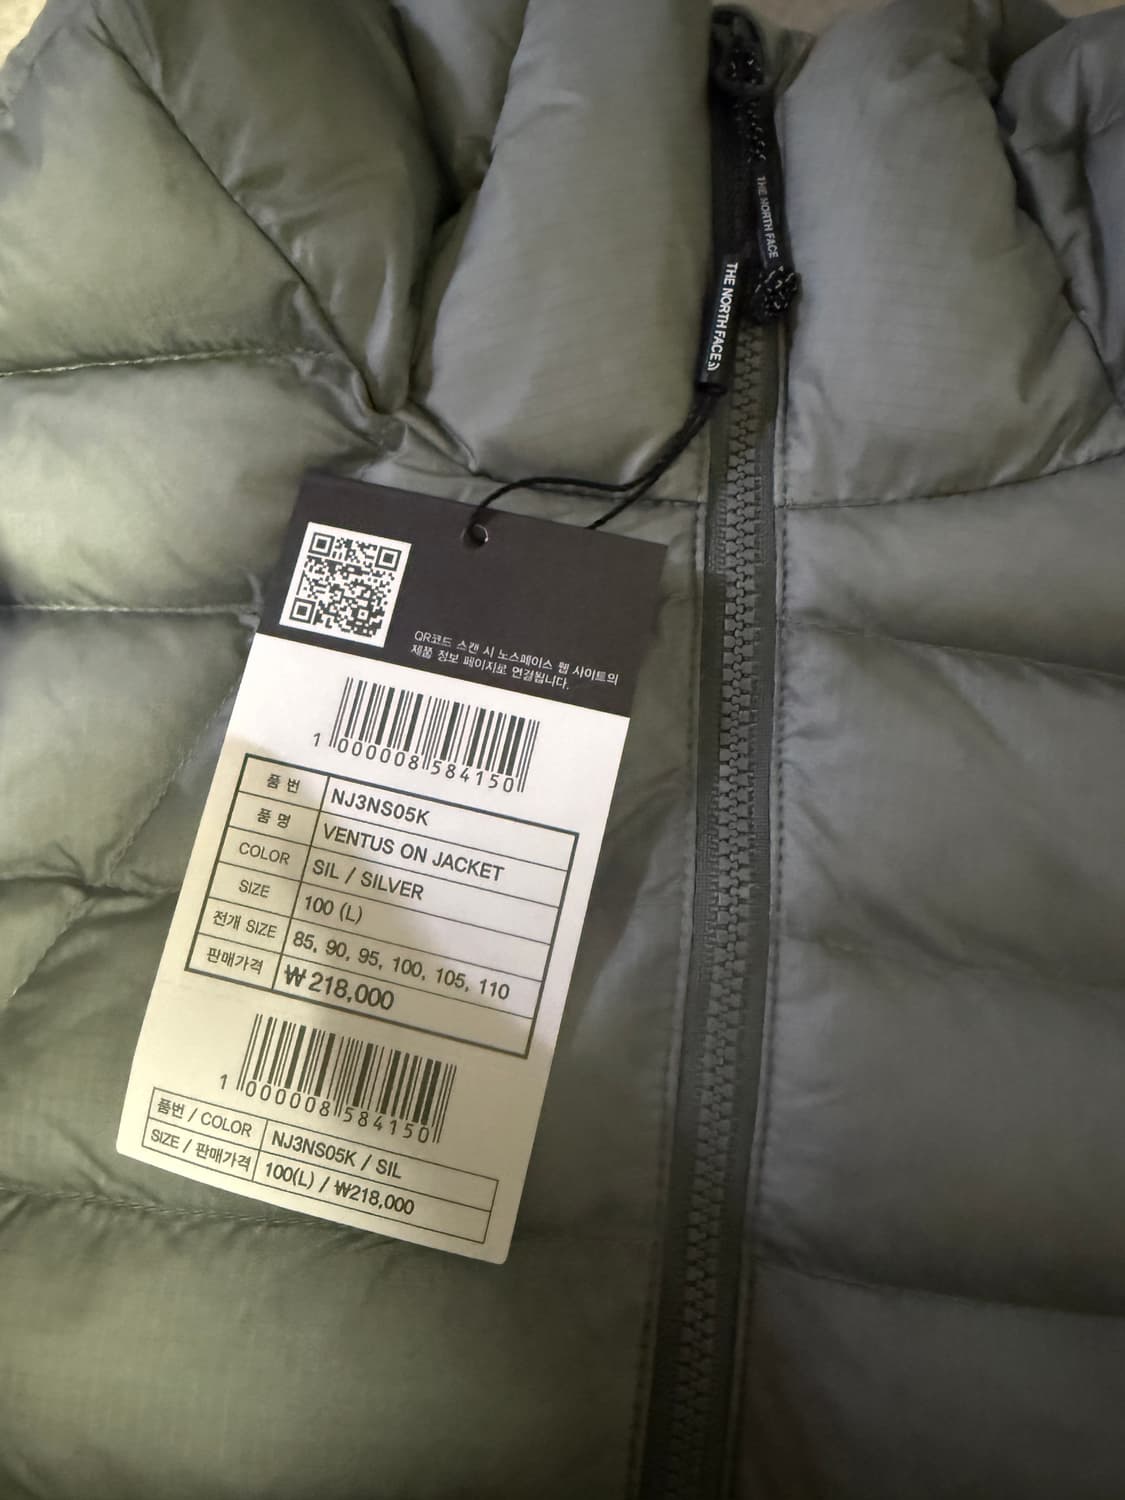 THE NORTH FACE
THE NORTH FACE
QR코드 스캔 시 노스페이스 웹 사이트의
제품 정보 페이지로 연결됩니다.
1 000008 584150
품 번 NJ3NS05K
품 명 VENTUS ON JACKET
COLOR SIL / SILVER
SIZE 100 (L)
전개 SIZE 85, 90, 95, 100, 105, 110
판매가격 ₩218,000
1 000008 584150
품번 / COLOR NJ3NS05K / SIL
SIZE / 판매가격 100(L) / ₩218,000